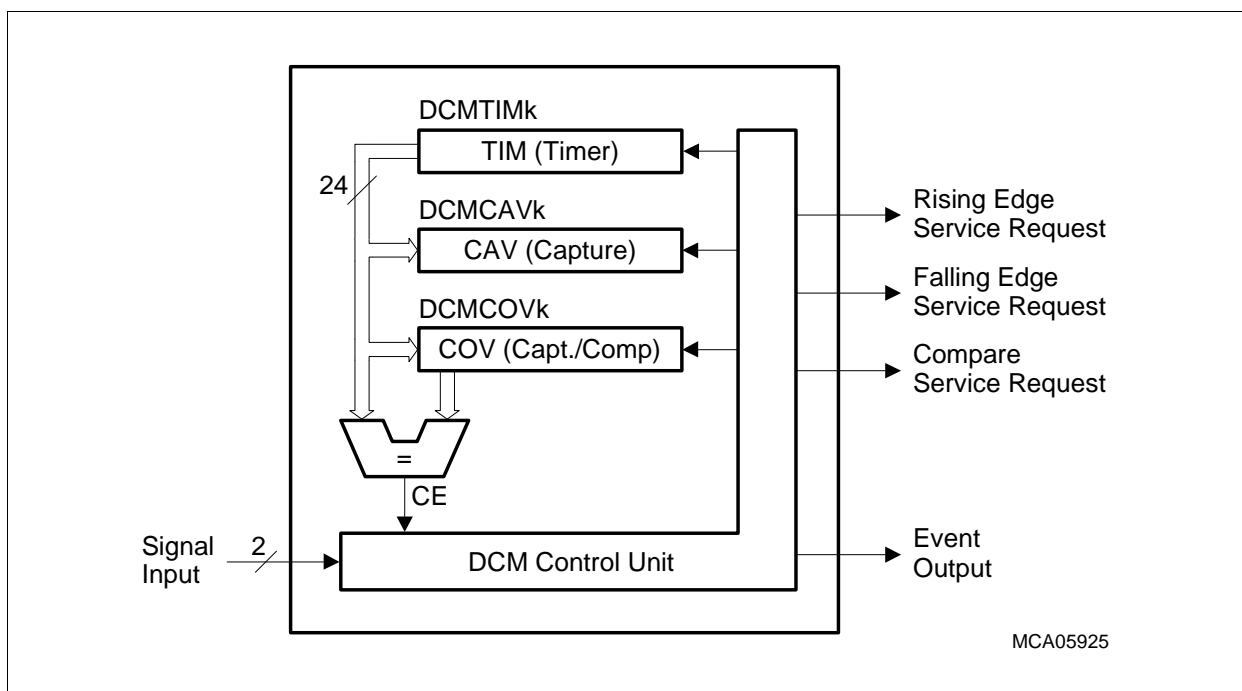 DCMTIMk
TIM (Timer)
24
DCMCAVk
CAV (Capture)
DCMCOVk
COV (Capt./Comp)
=
CE
Signal
Input
2
DCM Control Unit
Rising Edge
Service Request
Falling Edge
Service Request
Compare
Service Request
Event
Output
MCA05925